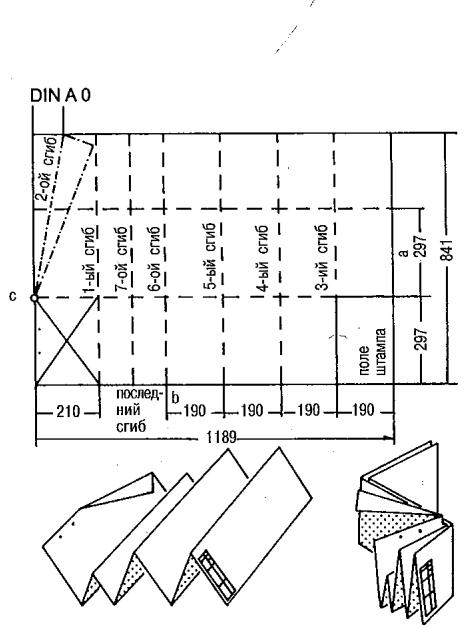 DIN A 0
2-ой сгиб
1-ый сгиб
7-ой сгиб
6-ой сгиб
5-ый сгиб
4-ый сгиб
3-ий сгиб
a
297
841
c
поле
штампа
297
210
послед-
ний
сгиб
b
190
190
190
190
1189